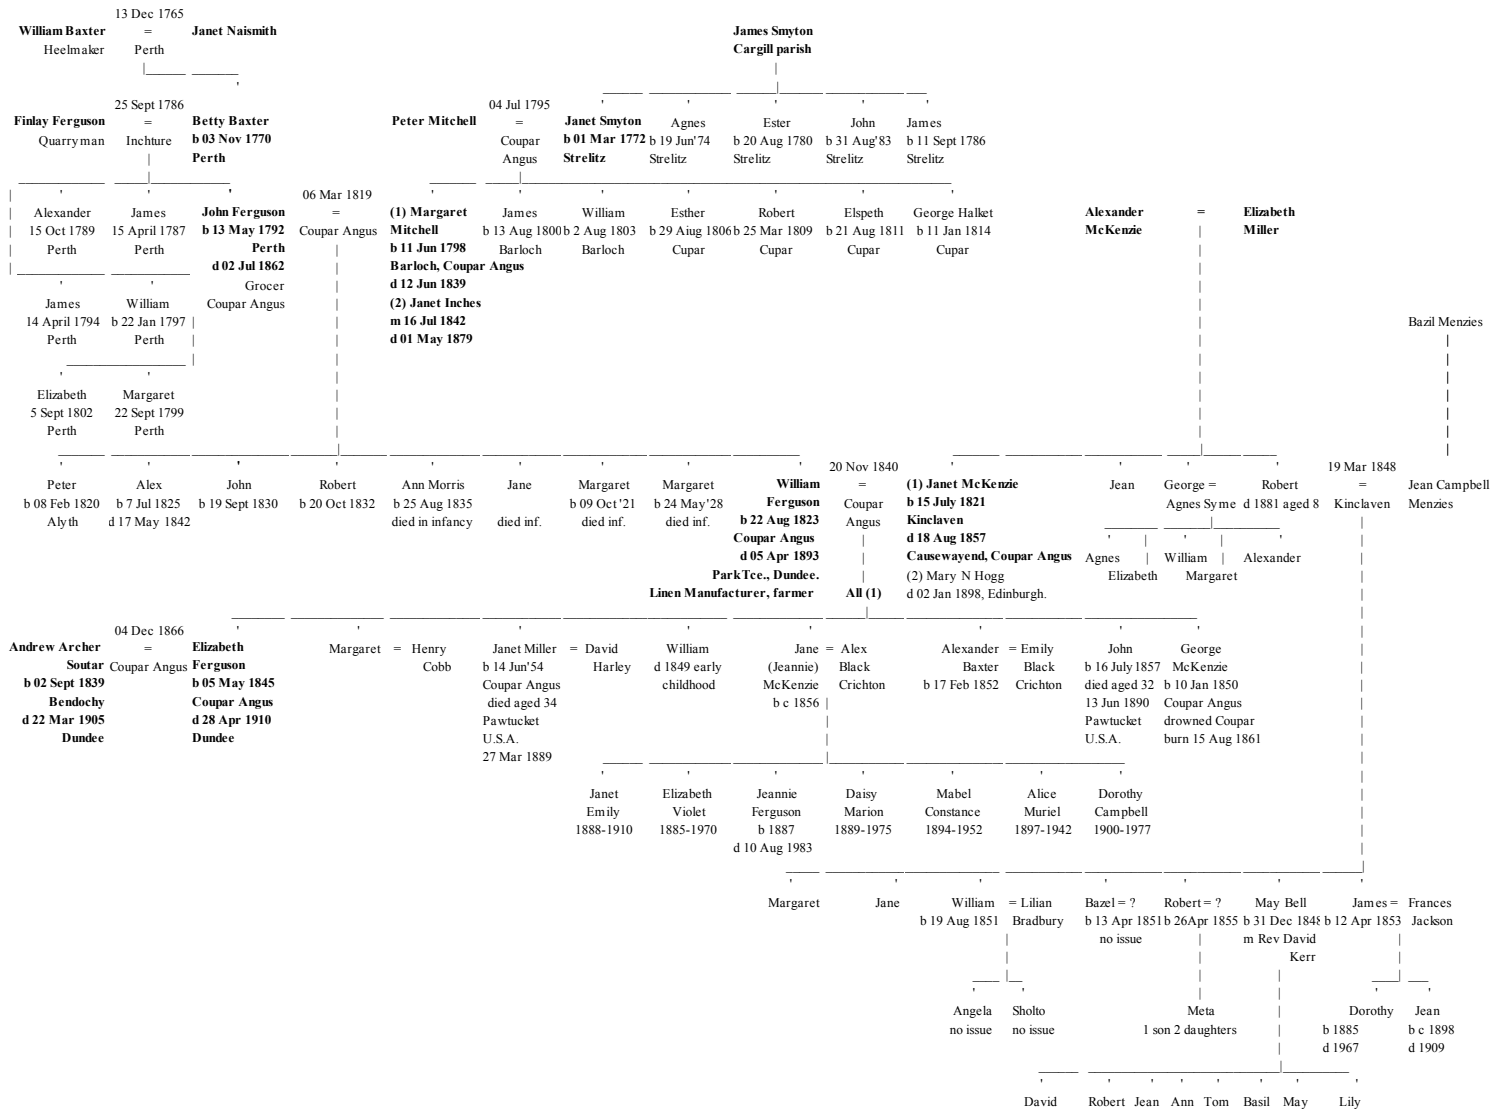 13 Dec 1765
William Baxter = Janet Naismith James Smyton
Heelmaker Perth Cargill parish
25 Sept 1786 04 Jul 1795
Finlay Ferguson = Betty Baxter Peter Mitchell = Janet Smyton Agnes Ester John James
Quarryman Inchture b 03 Nov 1770 Coupar b 01 Mar 1772 b 19 Jun'74 b 20 Aug 1780 b 31 Aug'83 b 11 Sept 1786
Perth Angus Strelitz Strelitz Strelitz Strelitz Strelitz
06 Mar 1819
Alexander James John Ferguson = (1) Margaret James William Esther Robert Elspeth George Halket Alexander = Elizabeth
15 Oct 1789 15 April 1787 b 13 May 1792 Coupar Angus Mitchell b 13 Aug 1800 b 2 Aug 1803 b 29 Aiug 1806 b 25 Mar 1809 b 21 Aug 1811 b 11 Jan 1814 McKenzie Miller
Perth Perth Perth b 11 Jun 1798 Barloch Barloch Cupar Cupar Cupar Cupar
d 02 Jul 1862 Barloch, Coupar Angus
Grocer d 12 Jun 1839
James William Coupar Angus (2) Janet Inches
14 April 1794 b 22 Jan 1797 m 16 Jul 1842 Bazil Menzies
Perth Perth d 01 May 1879
Elizabeth Margaret
5 Sept 1802 22 Sept 1799
Perth Perth
20 Nov 1840 19 Mar 1848
Peter Alex John Robert Ann Morris Jane Margaret Margaret William = (1) Janet McKenzie Jean George = Robert = Jean Campbell
b 08 Feb 1820 b 7 Jul 1825 b 19 Sept 1830 b 20 Oct 1832 b 25 Aug 1835 b 09 Oct '21 b 24 May'28 Ferguson Coupar b 15 July 1821 Agnes Syme d 1881 aged 8 Kinclaven Menzies
Alyth d 17 May 1842 died in infancy died inf. died inf. died inf. b 22 Aug 1823 Angus Kinclaven
Coupar Angus d 18 Aug 1857
d 05 Apr 1893 Causewayend, Coupar Angus Agnes William Alexander
Park Tce., Dundee. (2) Mary N Hogg Elizabeth Margaret
Linen Manufacturer, farmer All (1) d 02 Jan 1898, Edinburgh.
04 Dec 1866
Andrew Archer = Elizabeth Margaret = Henry Janet Miller = David William Jane = Alex Alexander = Emily John George
Soutar Coupar Angus Ferguson Cobb b 14 Jun'54 Harley d 1849 early (Jeannie) Black Baxter Black b 16 July 1857 McKenzie
b 02 Sept 1839 b 05 May 1845 Coupar Angus childhood McKenzie Crichton b 17 Feb 1852 Crichton died aged 32 b 10 Jan 1850
Bendochy Coupar Angus died aged 34 b c 1856 13 Jun 1890 Coupar Angus
d 22 Mar 1905 d 28 Apr 1910 Pawtucket Pawtucket drowned Coupar
Dundee Dundee U.S.A. U.S.A. burn 15 Aug 1861
27 Mar 1889
Janet Elizabeth Jeannie Daisy Mabel Alice Dorothy
Emily Violet Ferguson Marion Constance Muriel Campbell
1888-1910 1885-1970 b 1887 1889-1975 1894-1952 1897-1942 1900-1977
d 10 Aug 1983
Margaret Jane William = Lilian Bazel = ? Robert = ? May Bell James = Frances
b 19 Aug 1851 Bradbury b 13 Apr 1851 b 26Apr 1855 b 31 Dec 1848 b 12 Apr 1853 Jackson
no issue m Rev David
Kerr
Angela Sholto Meta Dorothy Jean
no issue no issue 1 son 2 daughters b 1885 b c 1898
d 1967 d 1909
David Robert Jean Ann Tom Basil May Lily